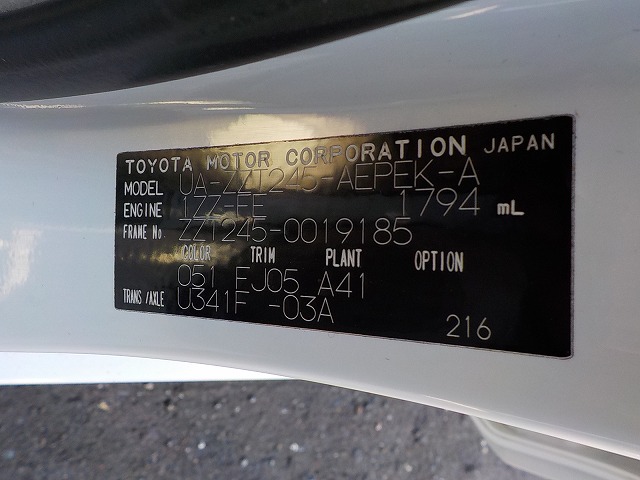 TOYOTA MOTOR CORPORATION JAPAN
MODEL UA-ZZT245-AEPEK-A
ENGINE 1ZZ-FE 1794 mL
FRAME No ZZT245-0019185
COLOR TRIM PLANT OPTION
051 FJ05 A41
TRANS/AXLE U341F -03A
216